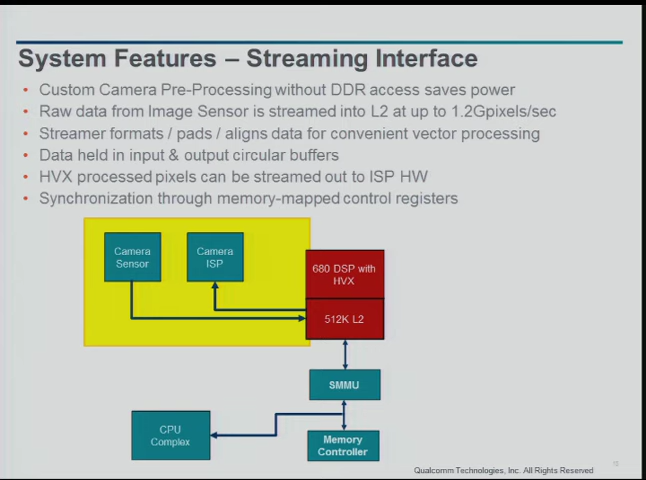 System Features – Streaming Interface
• Custom Camera Pre-Processing without DDR access saves power
• Raw data from Image Sensor is streamed into L2 at up to 1.2Gpixels/sec
• Streamer formats / pads / aligns data for convenient vector processing
• Data held in input & output circular buffers
• HVX processed pixels can be streamed out to ISP HW
• Synchronization through memory-mapped control registers
Camera
Sensor
Camera
ISP
680 DSP with
HVX
512K L2
SMMU
CPU
Complex
Memory
Controller
Qualcomm Technologies, Inc. All Rights Reserved